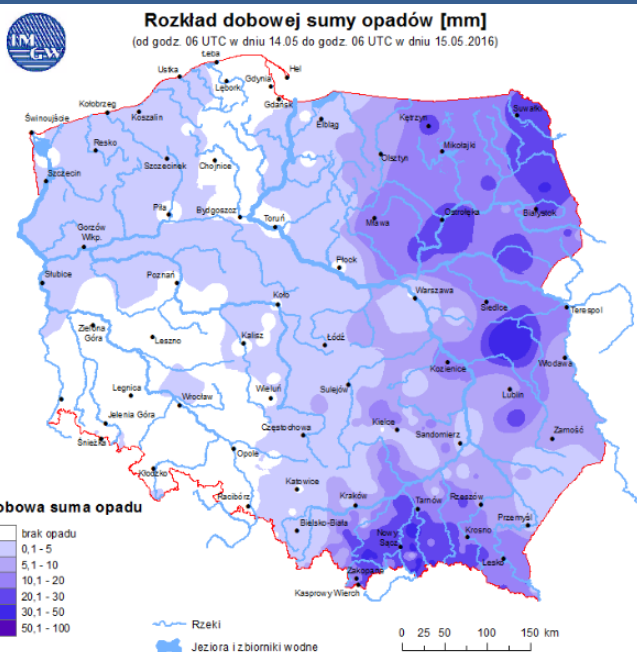 IMGW
Rozkład dobowej sumy opadów [mm]
(od godz. 06 UTC w dniu 14.05 do godz. 06 UTC w dniu 15.05.2016)
Łeba
Ustka
Hel
Gdynia
Lębork
Gdańsk
Kołobrzeg
Koszalin
Suwałki
Świnoujście
Elbląg
Kętrzyn
Resko
Mikołajki
Szczecinek
Chojnice
Olsztyn
Szczecin
Piła
Bydgoszcz
Toruń
Mława
Ostrołęka
Białystok
Gorzów
Wlkp.
Płock
Słubice
Poznań
Koło
Warszawa
Siedlce
Terespol
Zielona
Góra
Leszno
Kalisz
Łódź
Kozienice
Włodawa
Legnica
Wrocław
Wieluń
Sulejów
Lublin
Jelenia Góra
Częstochowa
Kielce
Sandomierz
Zamość
Śnieżka
Opole
Kłodzko
Racibórz
Katowice
Kraków
Tarnów
Rzeszów
Przemyśl
Bielsko-Biała
Nowy
Sącz
Krosno
Lesko
Zakopane
Kasprowy Wierch
obowa suma opadu
brak opadu
0,1 - 5
5,1 - 10
10,1 - 20
20,1 - 30
30,1 - 50
50,1 - 100
Rzeki
Jeziora i zbiorniki wodne
0 25 50 100 150 km